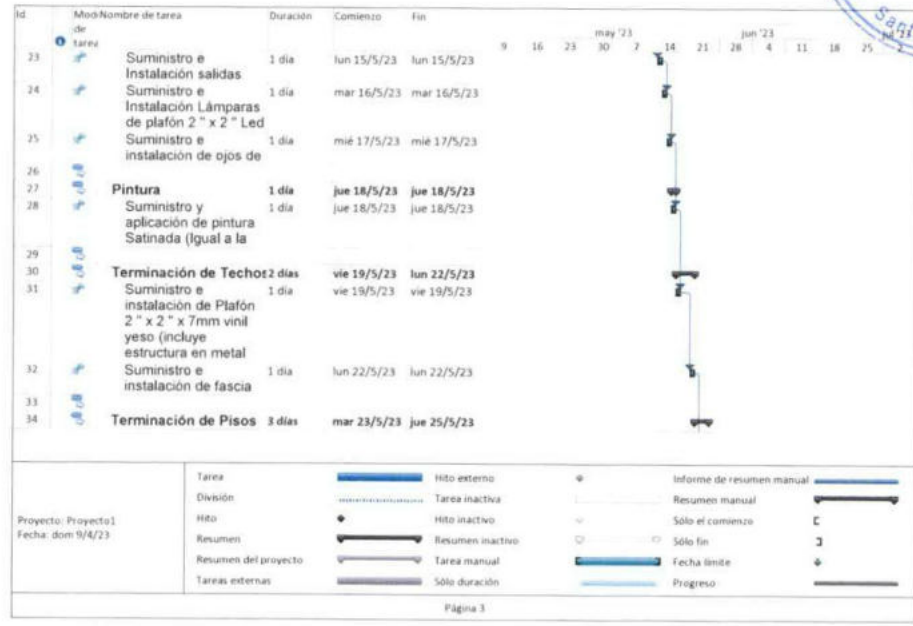 Id Modo de tarea Nombre de tarea Duración Comienzo Fin
may '23 jun '23 jul '23
9 16 23 30 7 14 21 28 4 11 18 25 2
23 Suministro e 1 día lun 15/5/23 lun 15/5/23
Instalación salidas
24 Suministro e 1 día mar 16/5/23 mar 16/5/23
Instalación Lámparas
de plafón 2 " x 2 " Led
25 Suministro e 1 día mié 17/5/23 mié 17/5/23
instalación de ojos de
26
27 Pintura 1 día jue 18/5/23 jue 18/5/23
28 Suministro y 1 día jue 18/5/23 jue 18/5/23
aplicación de pintura
Satinada (Igual a la
29
30 Terminación de Techos 2 días vie 19/5/23 lun 22/5/23
31 Suministro e 1 día vie 19/5/23 vie 19/5/23
instalación de Plafón
2 " x 2 " x 7mm vinil
yeso (incluye
estructura en metal
32 Suministro e 1 día lun 22/5/23 lun 22/5/23
instalación de fascia
33
34 Terminación de Pisos 3 días mar 23/5/23 jue 25/5/23
Proyecto: Proyecto1
Fecha: dom 9/4/23
Tarea Hito externo Informe de resumen manual
División Tarea inactiva Resumen manual
Hito Hito inactivo Sólo el comienzo
Resumen Resumen inactivo Sólo fin
Resumen del proyecto Tarea manual Fecha límite
Tareas externas Sólo duración Progreso
Página 3